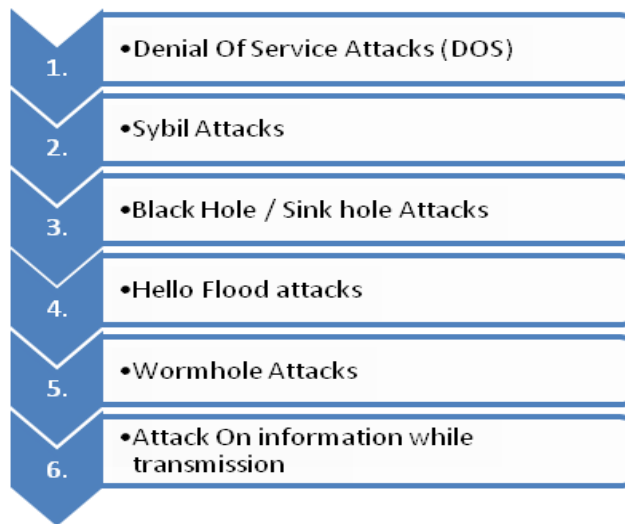 1. •Denial Of Service Attacks (DOS)
2. •Sybil Attacks
3. •Black Hole / Sink hole Attacks
4. •Hello Flood attacks
5. •Wormhole Attacks
6. •Attack On information while
transmission